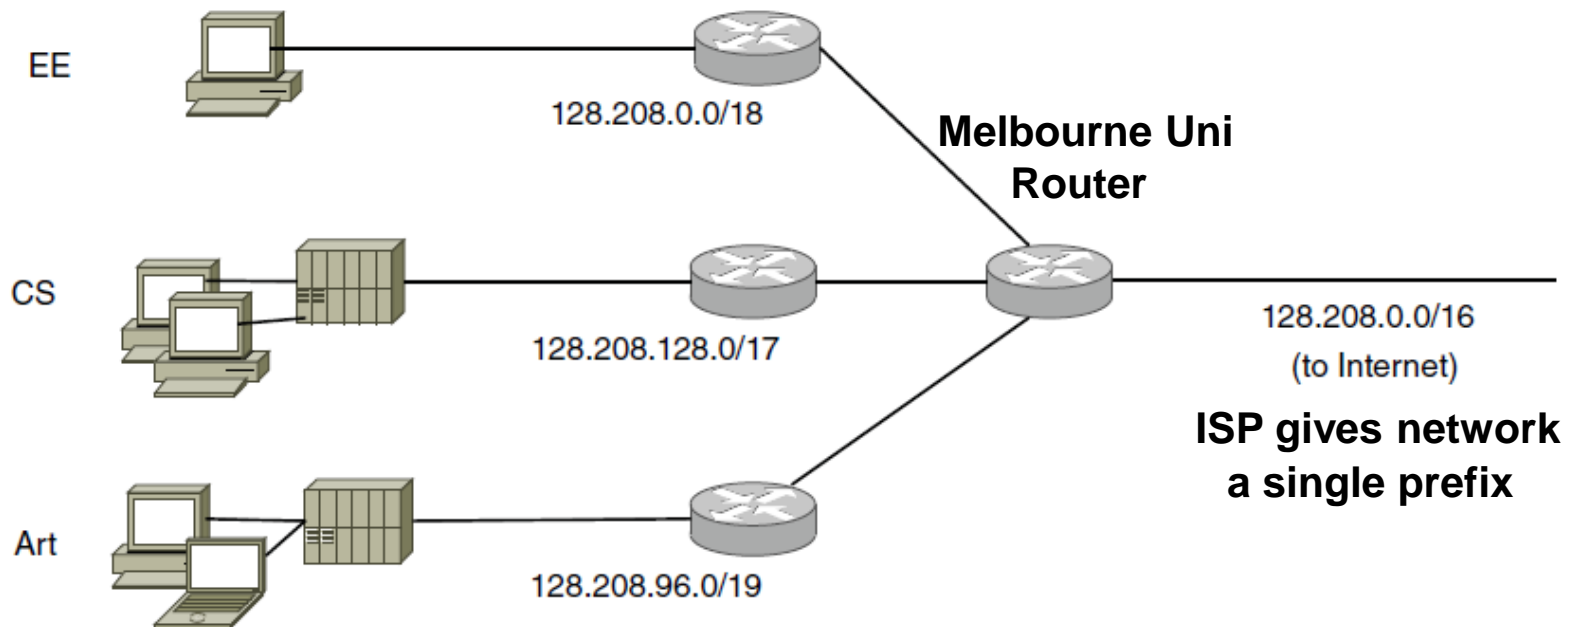 EE
128.208.0.0/18
Melbourne Uni
Router
CS
128.208.128.0/17
128.208.0.0/16
(to Internet)
ISP gives network
a single prefix
Art
128.208.96.0/19